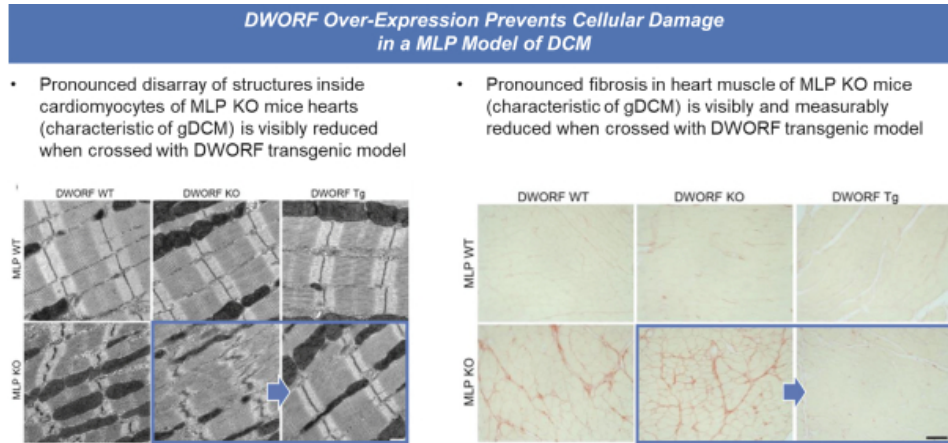 DWORF Over-Expression Prevents Cellular Damage
in a MLP Model of DCM
• Pronounced disarray of structures inside
cardiomyocytes of MLP KO mice hearts
(characteristic of gDCM) is visibly reduced
when crossed with DWORF transgenic model
• Pronounced fibrosis in heart muscle of MLP KO mice
(characteristic of gDCM) is visibly and measurably
reduced when crossed with DWORF transgenic model
DWORF WT
DWORF KO
DWORF Tg
MLP WT
MLP KO
DWORF WT
DWORF KO
DWORF Tg
MLP WT
MLP KO